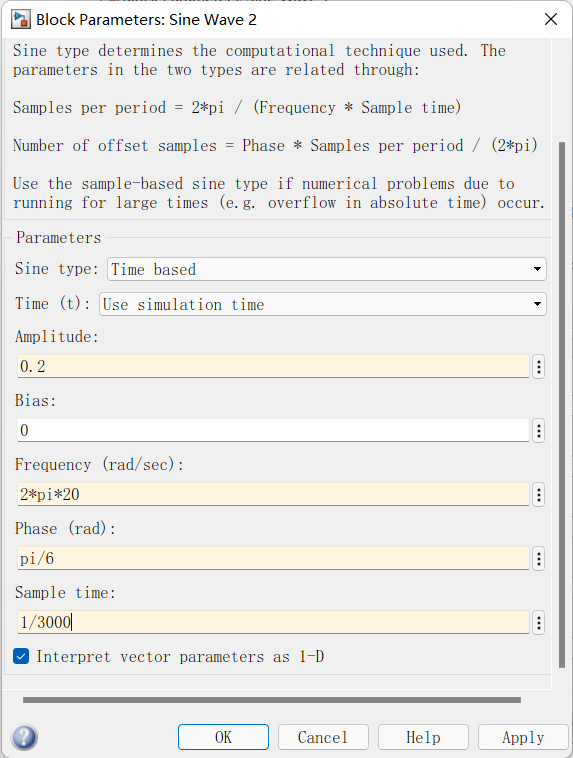 Block Parameters: Sine Wave 2
Sine type determines the computational technique used. The
parameters in the two types are related through:
Samples per period = 2*pi / (Frequency * Sample time)
Number of offset samples = Phase * Samples per period / (2*pi)
Use the sample-based sine type if numerical problems due to
running for large times (e.g. overflow in absolute time) occur.
Parameters
Sine type: Time based
Time (t): Use simulation time
Amplitude:
0.2
Bias:
0
Frequency (rad/sec):
2*pi*20
Phase (rad):
pi/6
Sample time:
1/3000
Interpret vector parameters as 1-D
OK Cancel Help Apply